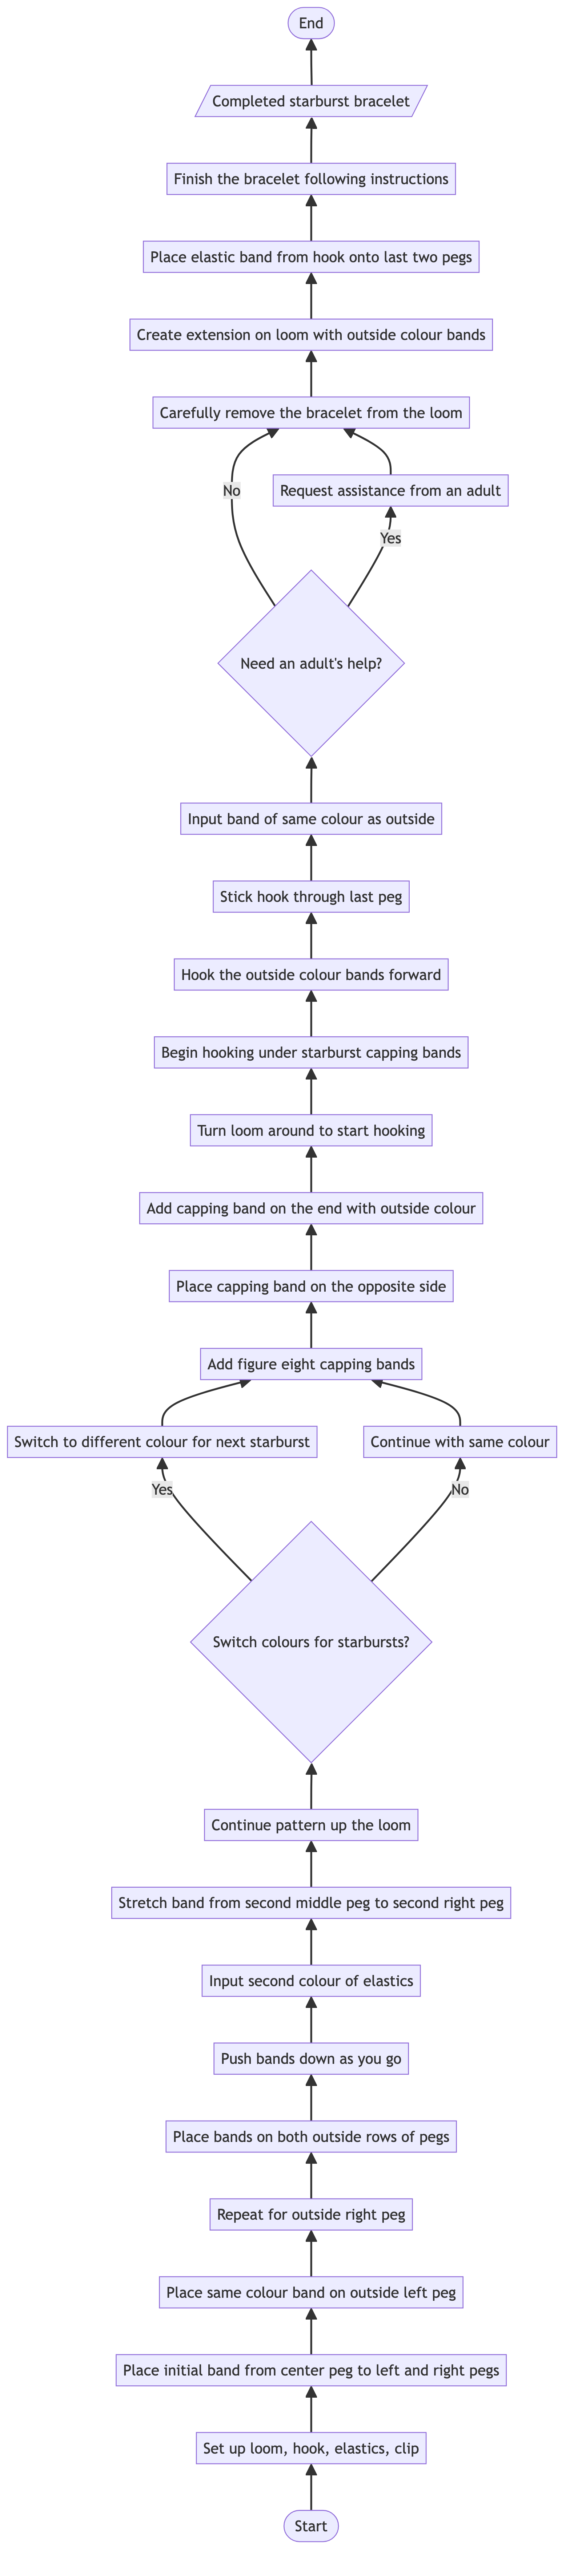 End
Completed starburst bracelet
Finish the bracelet following instructions
Place elastic band from hook onto last two pegs
Create extension on loom with outside colour bands
Carefully remove the bracelet from the loom
No
Request assistance from an adult
Yes
Need an adult's help?
Input band of same colour as outside
Stick hook through last peg
Hook the outside colour bands forward
Begin hooking under starburst capping bands
Turn loom around to start hooking
Add capping band on the end with outside colour
Place capping band on the opposite side
Add figure eight capping bands
Switch to different colour for next starburst
Continue with same colour
Yes
No
Switch colours for starbursts?
Continue pattern up the loom
Stretch band from second middle peg to second right peg
Input second colour of elastics
Push bands down as you go
Place bands on both outside rows of pegs
Repeat for outside right peg
Place same colour band on outside left peg
Place initial band from center peg to left and right pegs
Set up loom, hook, elastics, clip
Start